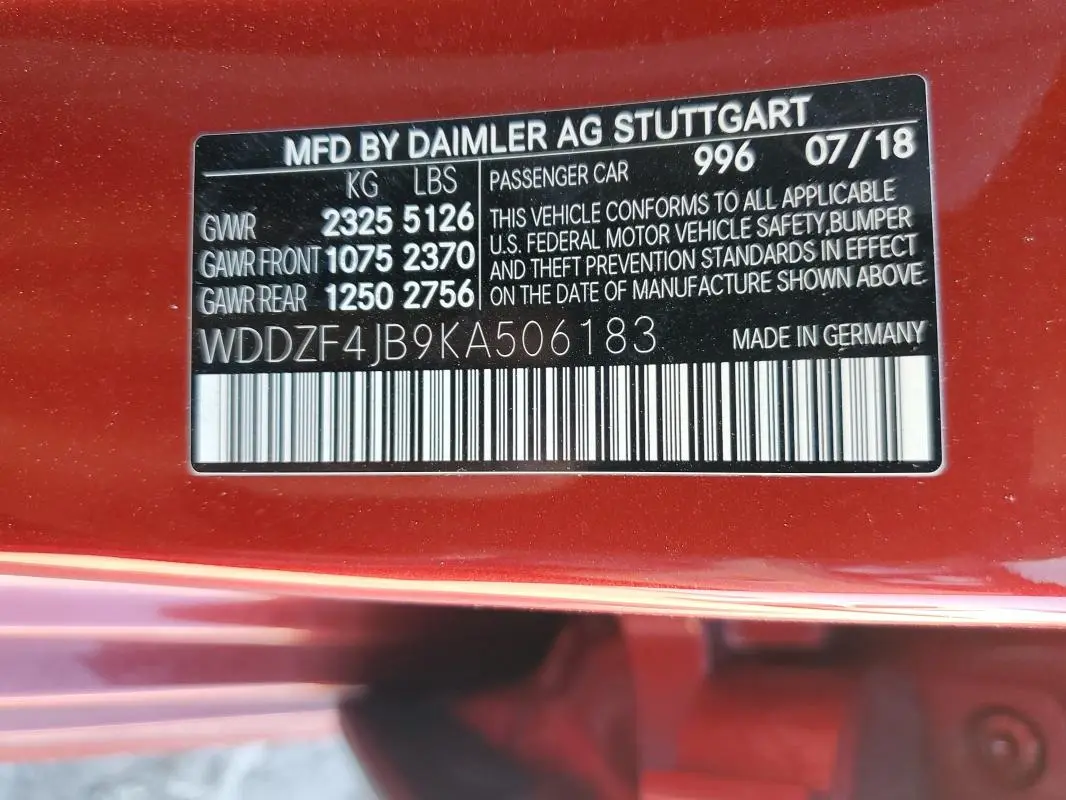 MFD BY DAIMLER AG STUTTGART
KG LBS
GVWR 2325 5126
GAWR FRONT 1075 2370
GAWR REAR 1250 2756
PASSENGER CAR 996 07/18
THIS VEHICLE CONFORMS TO ALL APPLICABLE
U.S. FEDERAL MOTOR VEHICLE SAFETY,BUMPER
AND THEFT PREVENTION STANDARDS IN EFFECT
ON THE DATE OF MANUFACTURE SHOWN ABOVE.
WDDZF4JB9KA506183
MADE IN GERMANY